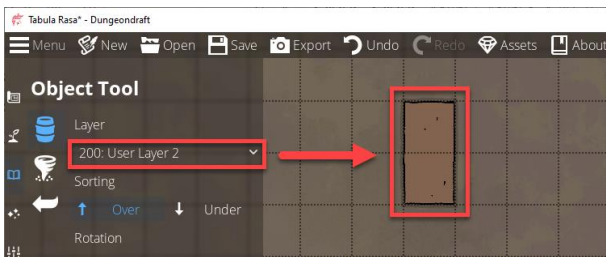 Tabula Rasa* - Dungeondraft
Menu New Open Save Export Undo Redo Assets About
Object Tool
Layer
200: User Layer 2
Sorting
Over Under
Rotation